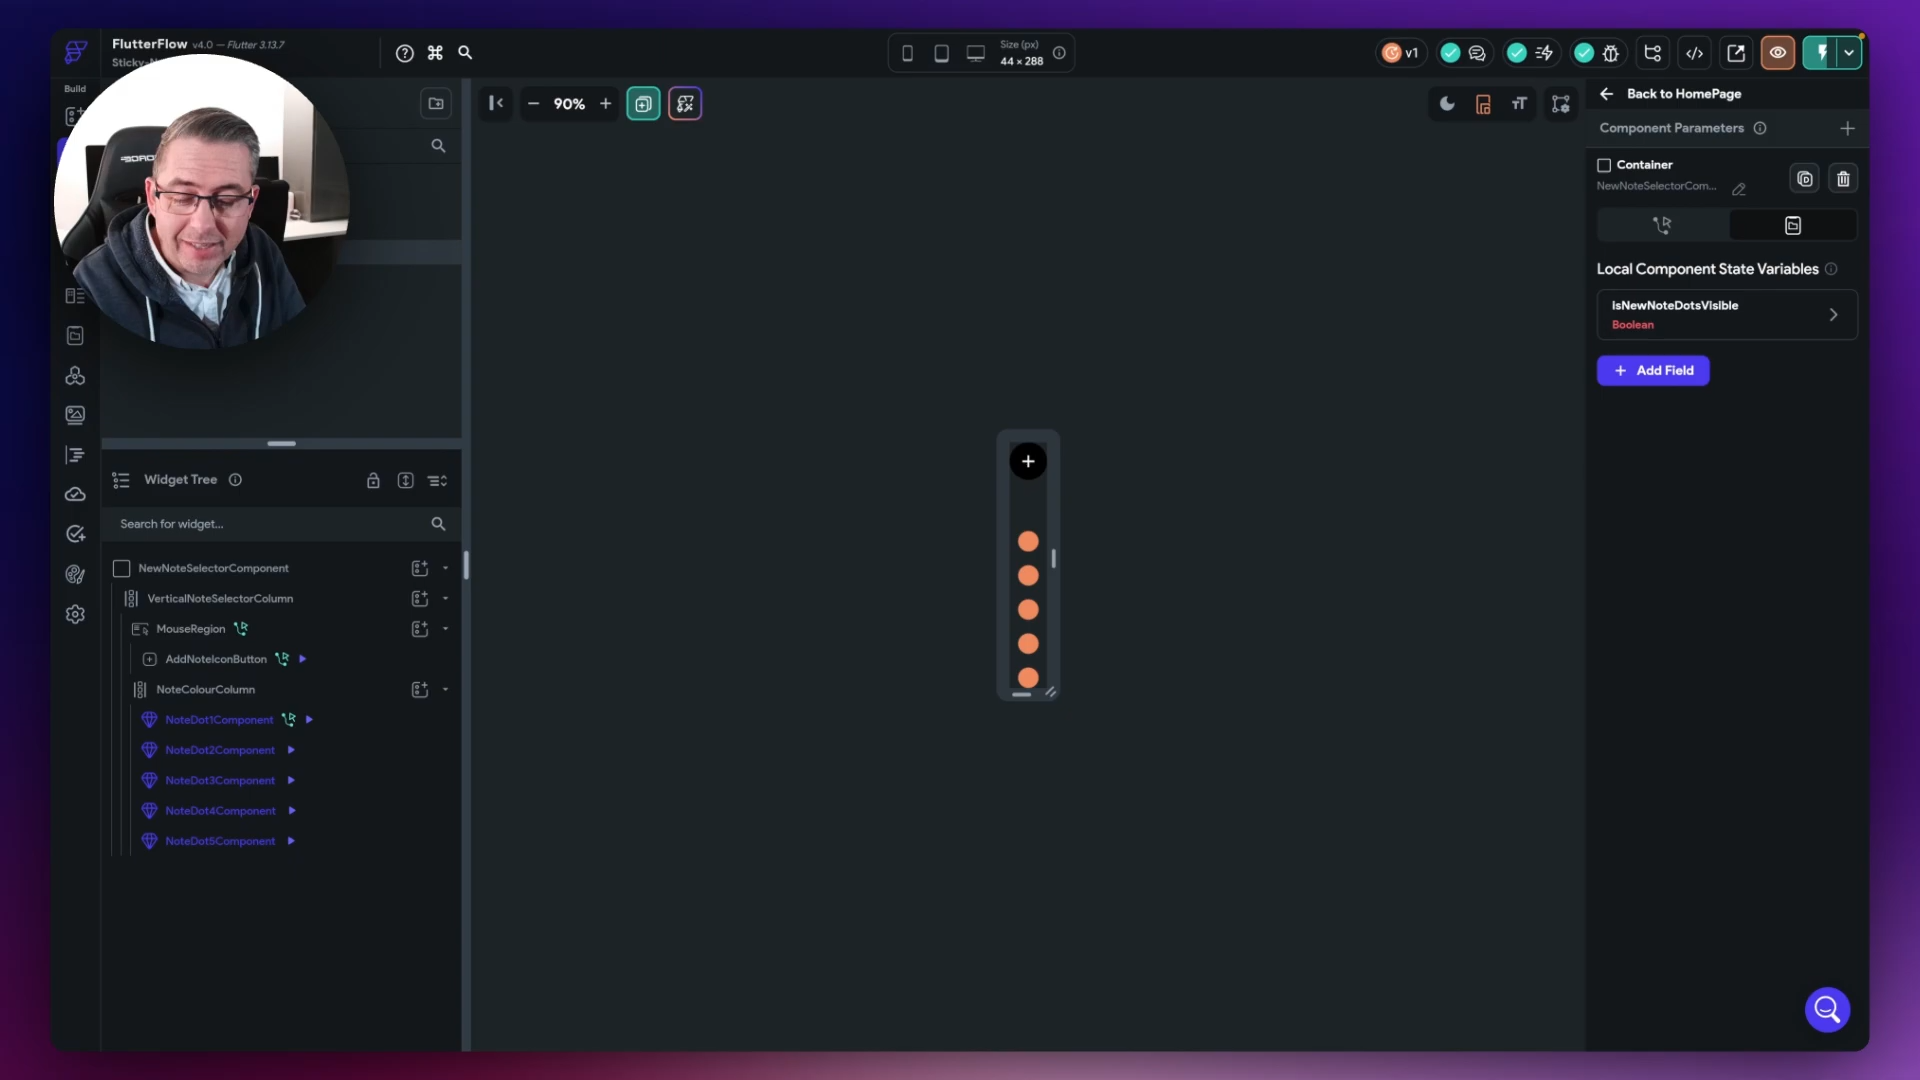 FlutterFlow v4.0 — Flutter 3.13.7
Sticky-N
Size (px)
44 × 288
v1
Build
90%
Back to HomePage
Component Parameters
Container
NewNoteSelectorCom...
Local Component State Variables
isNewNoteDotsVisible
Boolean
+ Add Field
Widget Tree
Search for widget...
NewNoteSelectorComponent
VerticalNoteSelectorColumn
MouseRegion
AddNoteIconButton
NoteColourColumn
NoteDot1Component
NoteDot2Component
NoteDot3Component
NoteDot4Component
NoteDot5Component